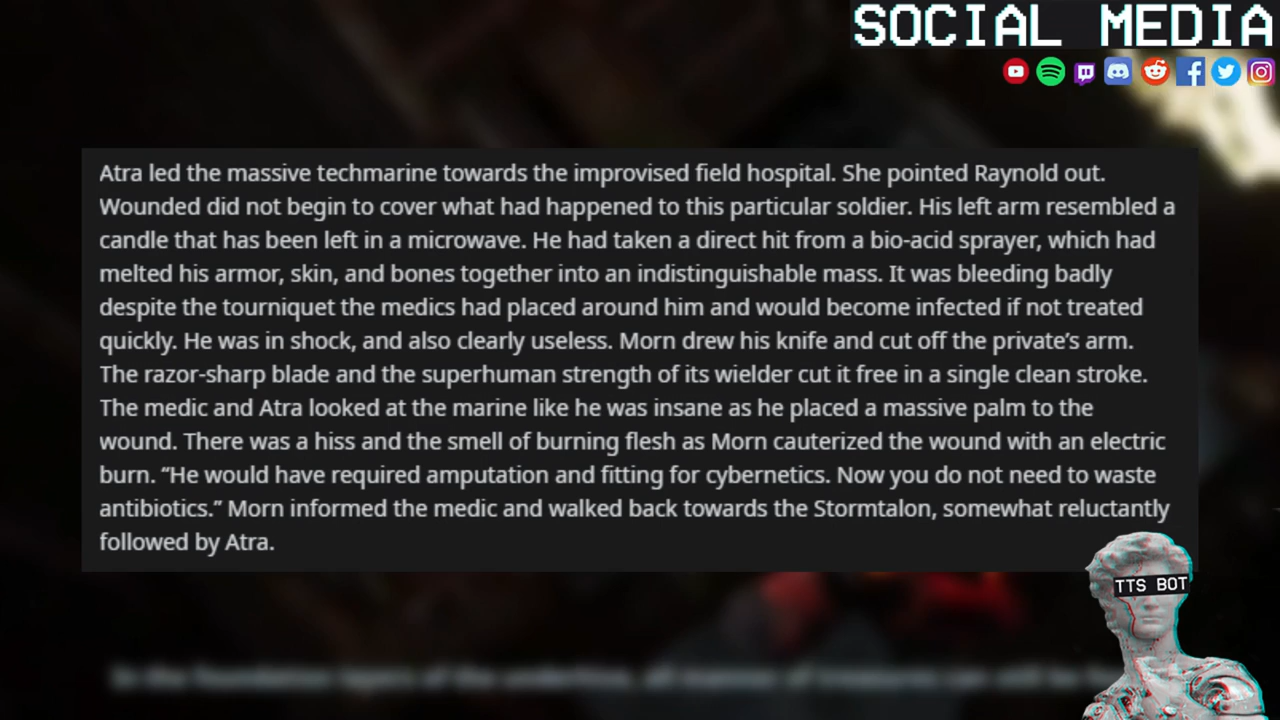 SOCIAL MEDIA
Atra led the massive techmarine towards the improvised field hospital. She pointed Raynold out.
Wounded did not begin to cover what had happened to this particular soldier. His left arm resembled a
candle that has been left in a microwave. He had taken a direct hit from a bio-acid sprayer, which had
melted his armor, skin, and bones together into an indistinguishable mass. It was bleeding badly
despite the tourniquet the medics had placed around him and would become infected if not treated
quickly. He was in shock, and also clearly useless. Morn drew his knife and cut off the private’s arm.
The razor-sharp blade and the superhuman strength of its wielder cut it free in a single clean stroke.
The medic and Atra looked at the marine like he was insane as he placed a massive palm to the
wound. There was a hiss and the smell of burning flesh as Morn cauterized the wound with an electric
burn. “He would have required amputation and fitting for cybernetics. Now you do not need to waste
antibiotics.” Morn informed the medic and walked back towards the Stormtalon, somewhat reluctantly
followed by Atra.
TTS BOT